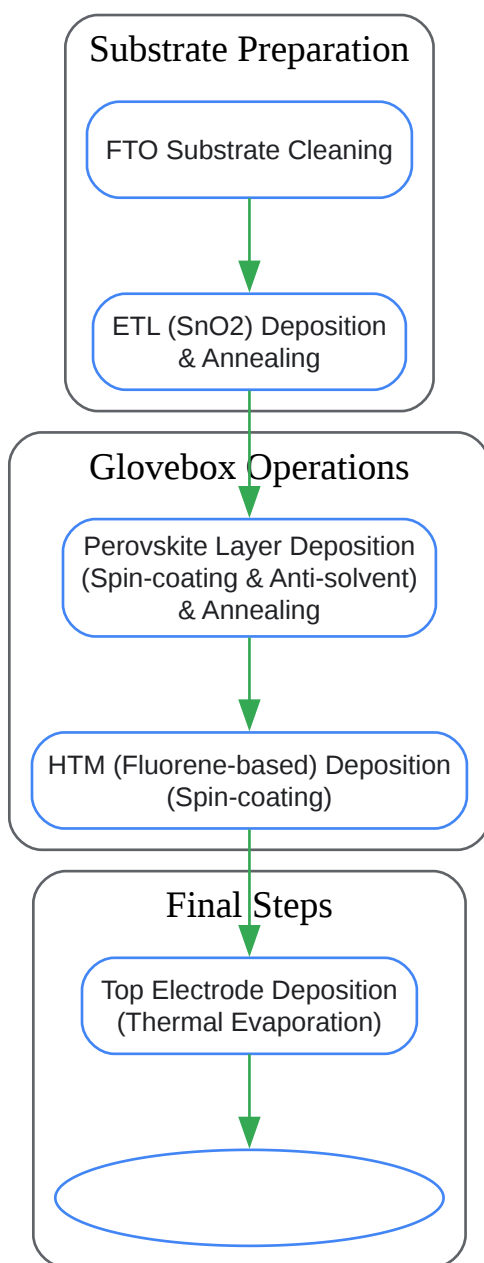 Substrate Preparation
FTO Substrate Cleaning
ETL (SnO2) Deposition
& Annealing
Glovebox Operations
Perovskite Layer Deposition
(Spin-coating & Anti-solvent)
& Annealing
HTM (Fluorene-based) Deposition
(Spin-coating)
Final Steps
Top Electrode Deposition
(Thermal Evaporation)